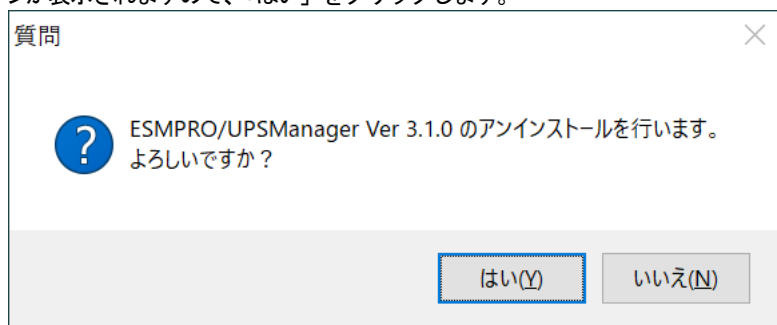 が表示されますので、「はい」をクリックします。
質問
ESMPRO/UPSManager Ver 3.1.0 のアンインストールを行います。
よろしいですか？
はい(Y)
いいえ(N)